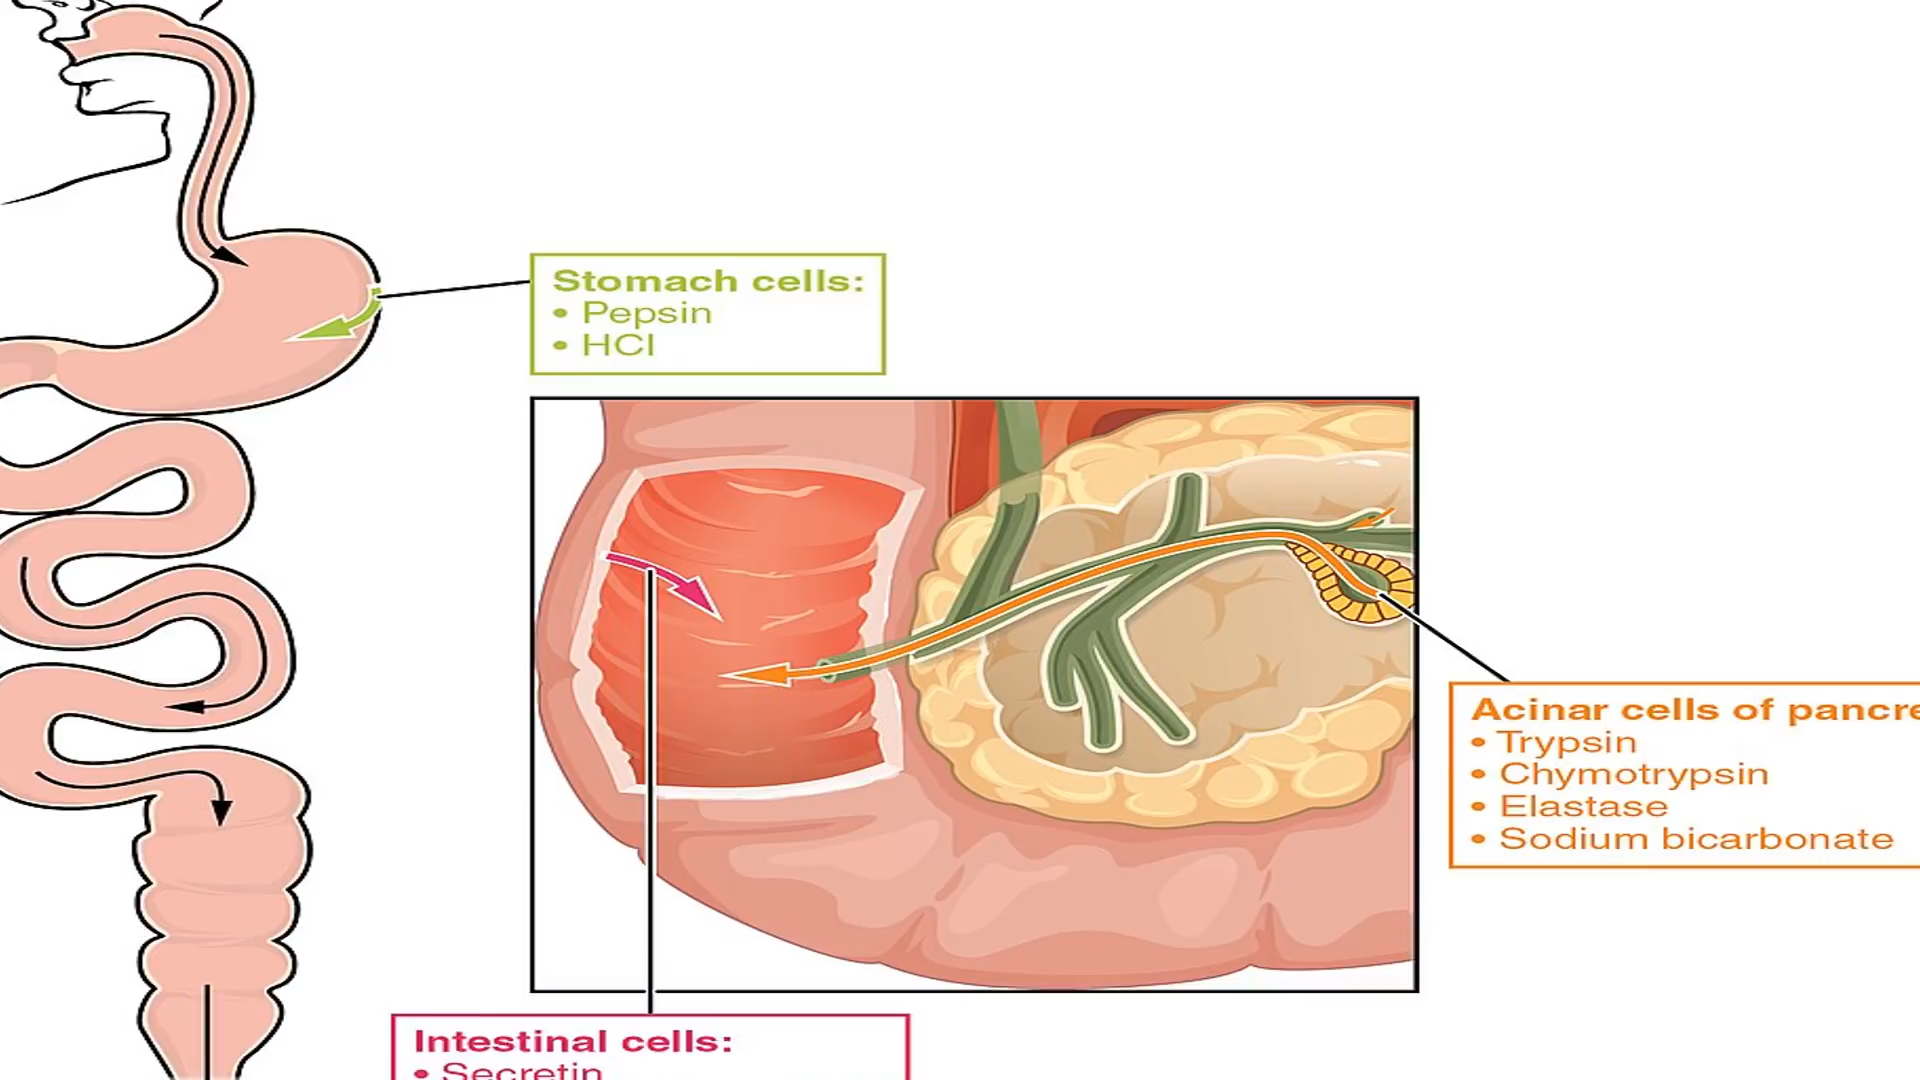 Stomach cells:
• Pepsin
• HCl
Acinar cells of pancre
• Trypsin
• Chymotrypsin
• Elastase
• Sodium bicarbonate
Intestinal cells:
• Secretin